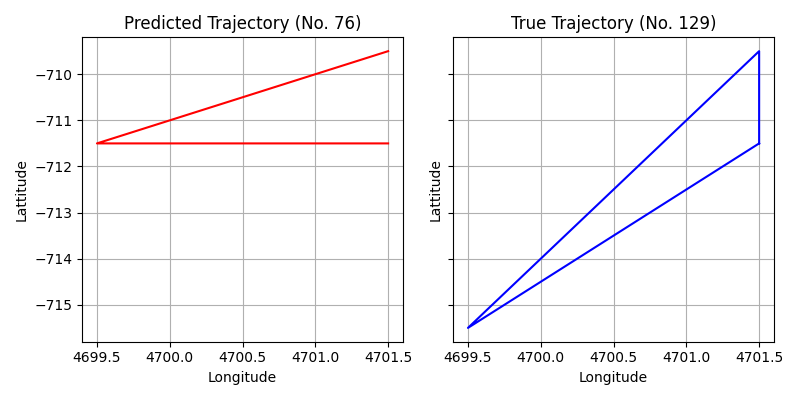 Predicted Trajectory (No. 76)
True Trajectory (No. 129)
Lattitude
−710
−711
−712
−713
−714
−715
4699.5 4700.0 4700.5 4701.0 4701.5
Longitude
Lattitude
4699.5 4700.0 4700.5 4701.0 4701.5
Longitude